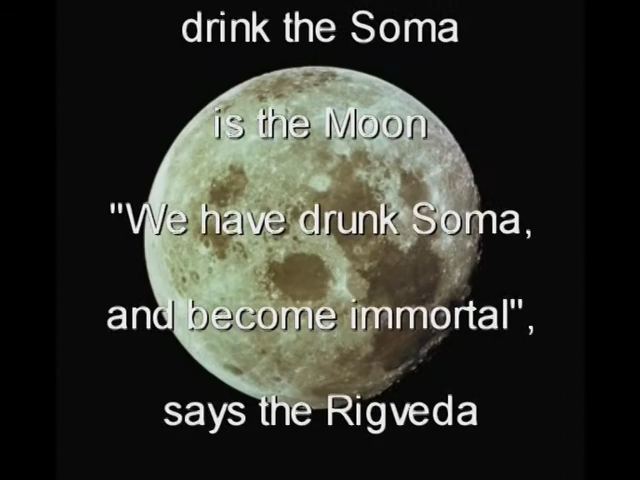 drink the Soma
is the Moon
"We have drunk Soma,
and become immortal",
says the Rigveda